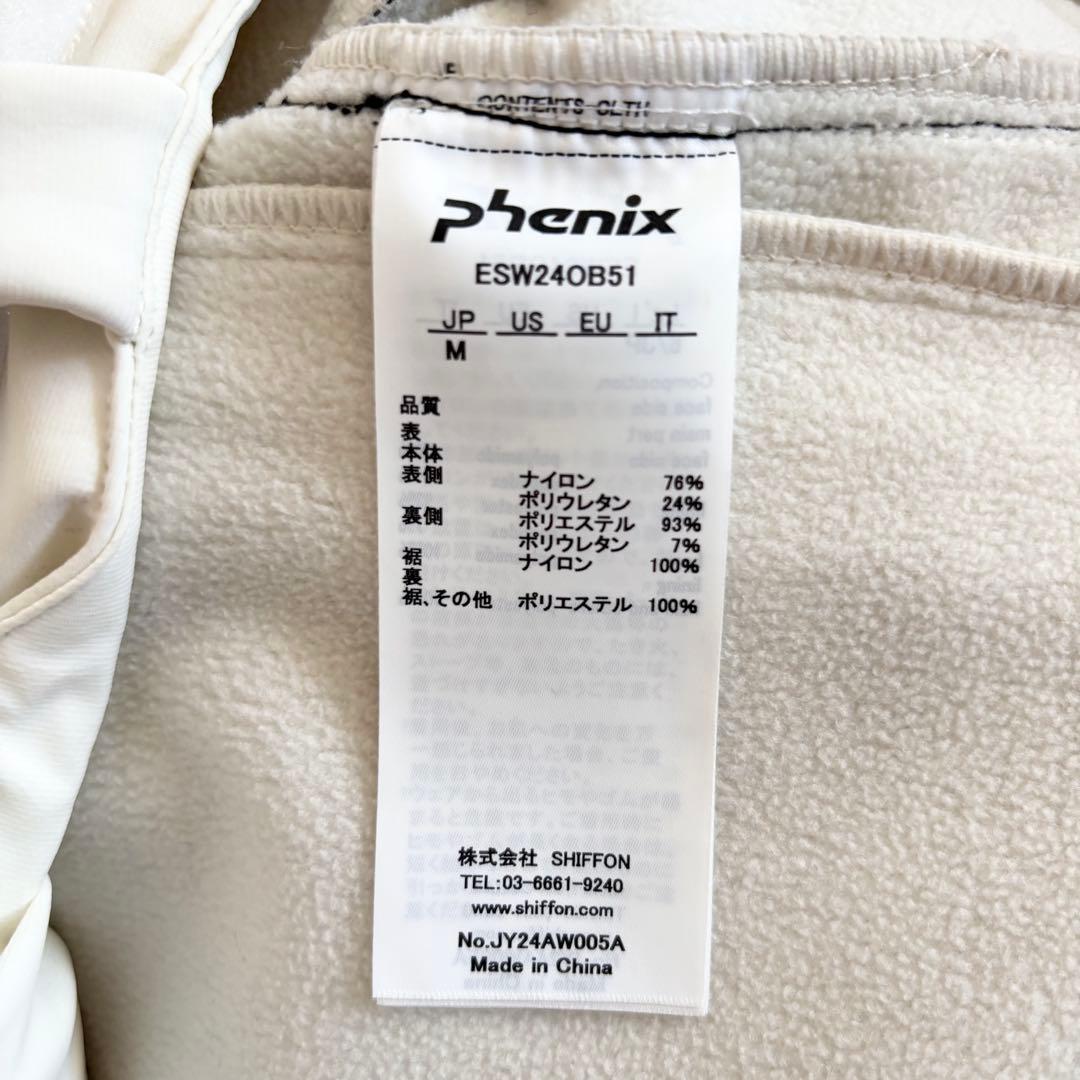 CONTENTS CLTH
phenix
ESW24OB51
JP US EU IT
M
品質
表
本体
表側 ナイロン 76%
ポリウレタン 24%
裏側 ポリエステル 93%
ポリウレタン 7%
裾 ナイロン 100%
裏
裾、その他 ポリエステル 100%
株式会社 SHIFFON
TEL:03-6661-9240
www.shiffon.com
No.JY24AW005A
Made in China